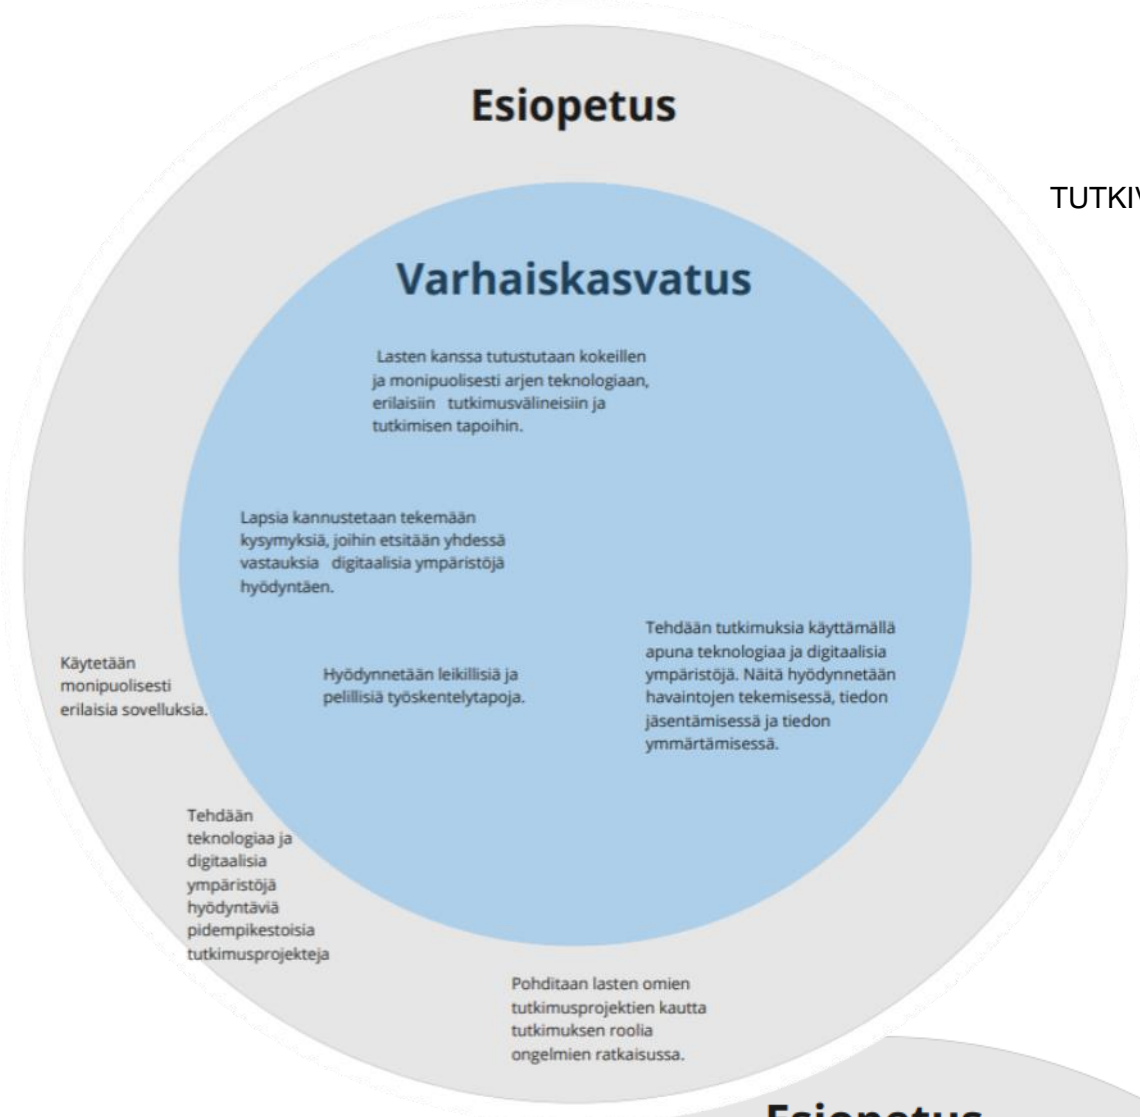 Esiopetus
TUTKIV
Varhaiskasvatus
Lasten kanssa tutustutaan kokeillen
ja monipuolisesti arjen teknologiaan,
erilaisiin tutkimusvälineisiin ja
tutkimisen tapoihin.
Lapsia kannustetaan tekemään
kysymyksiä, joihin etsitään yhdessä
vastauksia digitaalisia ympäristöjä
hyödyntäen.
Tehdään tutkimuksia käyttämällä
apuna teknologiaa ja digitaalisia
ympäristöjä. Näitä hyödynnetään
havaintojen tekemisessä, tiedon
jäsentämisessä ja tiedon
ymmärtämisessä.
Käytetään
monipuolisesti
erilaisia sovelluksia.
Hyödynnetään leikillisiä ja
pelillisiä työskentelytapoja.
Tehdään
teknologiaa ja
digitaalisia
ympäristöjä
hyödyntäviä
pidempikestoisia
tutkimusprojekteja
Pohditaan lasten omien
tutkimusprojektien kautta
tutkimuksen roolia
ongelmien ratkaisussa.
Esiopetus